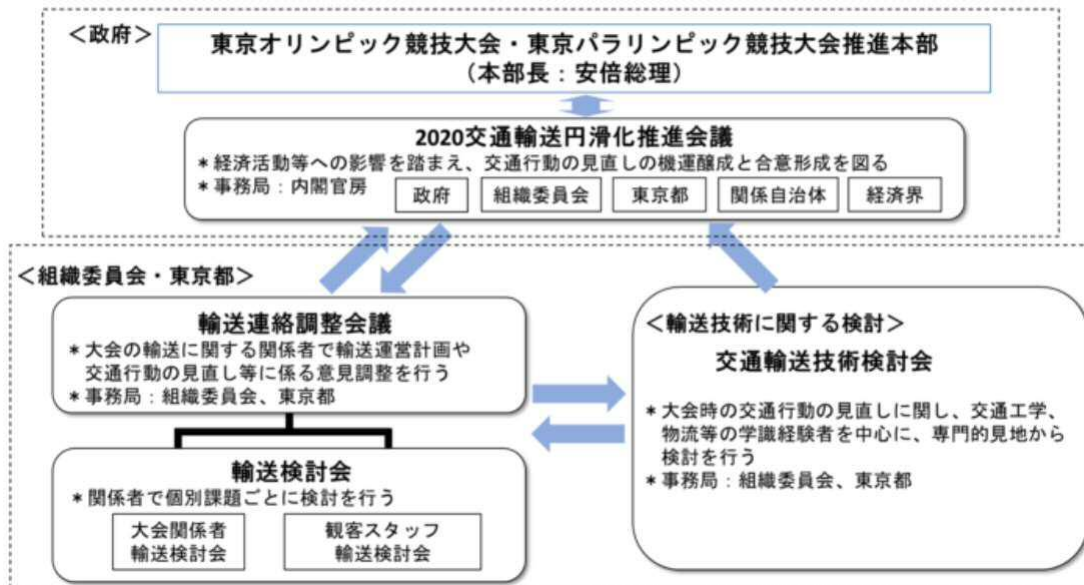 ＜政府＞
東京オリンピック競技大会・東京パラリンピック競技大会推進本部
（本部長：安倍総理）
2020交通輸送円滑化推進会議
＊経済活動等への影響を踏まえ、交通行動の見直しの機運醸成と合意形成を図る
＊事務局：内閣官房
政府
組織委員会
東京都
関係自治体
経済界
＜組織委員会・東京都＞
輸送連絡調整会議
＊大会の輸送に関する関係者で輸送運営計画や
交通行動の見直し等に係る意見調整を行う
＊事務局：組織委員会、東京都
輸送検討会
＊関係者で個別課題ごとに検討を行う
大会関係者
輸送検討会
観客スタッフ
輸送検討会
＜輸送技術に関する検討＞
交通輸送技術検討会
＊大会時の交通行動の見直しに関し、交通工学、
物流等の学識経験者を中心に、専門的見地から
検討を行う
＊事務局：組織委員会、東京都